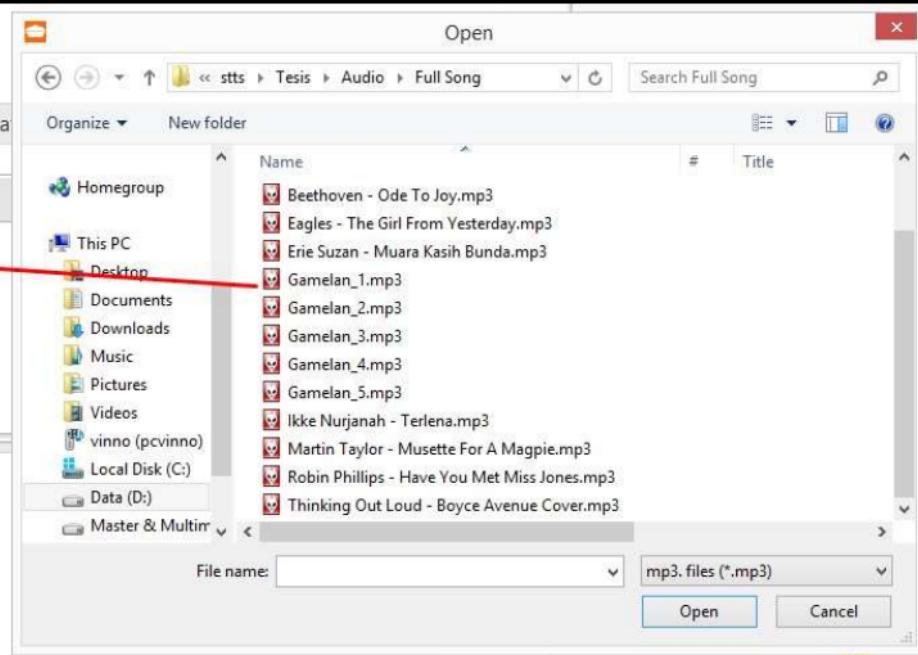 Open
« stts ▸ Tesis ▸ Audio ▸ Full Song
Search Full Song
Organize
New folder
Name
#
Title
Homegroup
This PC
Desktop
Documents
Downloads
Music
Pictures
Videos
vinno (pcvinno)
Local Disk (C:)
Data (D:)
Master & Multim
Beethoven - Ode To Joy.mp3
Eagles - The Girl From Yesterday.mp3
Erie Suzan - Muara Kasih Bunda.mp3
Gamelan_1.mp3
Gamelan_2.mp3
Gamelan_3.mp3
Gamelan_4.mp3
Gamelan_5.mp3
Ikke Nurjanah - Terlena.mp3
Martin Taylor - Musette For A Magpie.mp3
Robin Phillips - Have You Met Miss Jones.mp3
Thinking Out Loud - Boyce Avenue Cover.mp3
File name:
mp3. files (*.mp3)
Open
Cancel